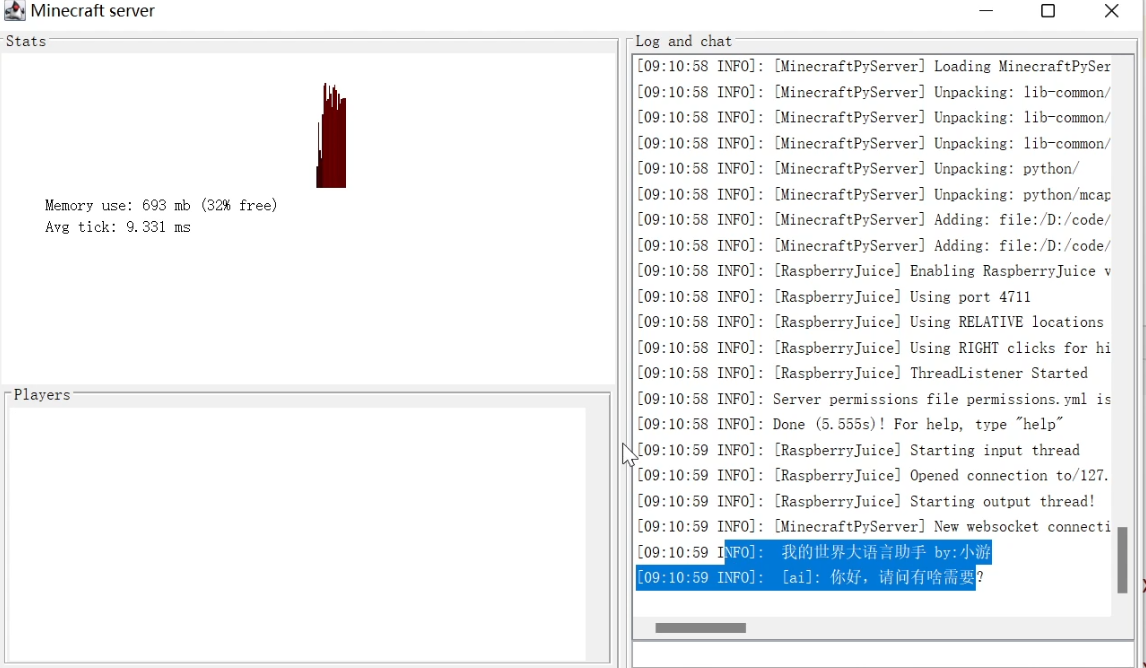 Minecraft server
Stats
Memory use: 693 mb (32% free)
Avg tick: 9.331 ms
Players
Log and chat
[09:10:58 INFO]: [MinecraftPyServer] Loading MinecraftPySer
[09:10:58 INFO]: [MinecraftPyServer] Unpacking: lib-common/
[09:10:58 INFO]: [MinecraftPyServer] Unpacking: lib-common/
[09:10:58 INFO]: [MinecraftPyServer] Unpacking: lib-common/
[09:10:58 INFO]: [MinecraftPyServer] Unpacking: python/
[09:10:58 INFO]: [MinecraftPyServer] Unpacking: python/mcap
[09:10:58 INFO]: [MinecraftPyServer] Adding: file:/D:/code/
[09:10:58 INFO]: [MinecraftPyServer] Adding: file:/D:/code/
[09:10:58 INFO]: [RaspberryJuice] Enabling RaspberryJuice v
[09:10:58 INFO]: [RaspberryJuice] Using port 4711
[09:10:58 INFO]: [RaspberryJuice] Using RELATIVE locations
[09:10:58 INFO]: [RaspberryJuice] Using RIGHT clicks for hi
[09:10:58 INFO]: [RaspberryJuice] ThreadListener Started
[09:10:58 INFO]: Server permissions file permissions.yml is
[09:10:58 INFO]: Done (5.555s)! For help, type "help"
[09:10:59 INFO]: [RaspberryJuice] Starting input thread
[09:10:59 INFO]: [RaspberryJuice] Opened connection to/127.
[09:10:59 INFO]: [RaspberryJuice] Starting output thread!
[09:10:59 INFO]: [MinecraftPyServer] New websocket connecti
[09:10:59 INFO]: 我的世界大语言助手 by:小游
[09:10:59 INFO]: [ai]: 你好，请问有啥需要?